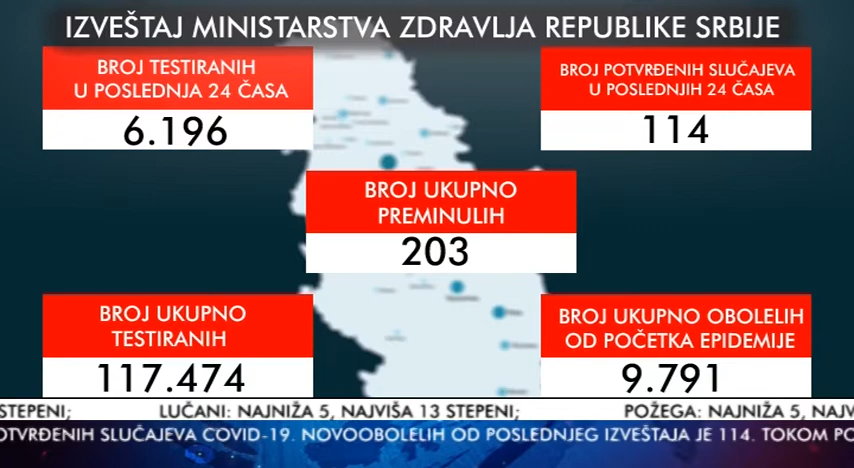 IZVEŠTAJ MINISTARSTVA ZDRAVLJA REPUBLIKE SRBIJE
BROJ TESTIRANIH
U POSLEDNJA 24 ČASA
6.196
BROJ POTVRĐENIH SLUČAJEVA
U POSLEDNJIH 24 ČASA
114
BROJ UKUPNO
PREMINULIH
203
BROJ UKUPNO
TESTIRANIH
117.474
BROJ UKUPNO OBOLELIH
OD POČETKA EPIDEMIJE
9.791
STEPENI; LUČANI: NAJNIŽA 5, NAJVIŠA 13 STEPENI; POŽEGA: NAJNIŽA 5, NAJV
OTVRĐENIH SLUČAJEVA COVID-19. NOVOOBOLELIH OD POSLEDNJEG IZVEŠTAJA JE 114. TOKOM PO